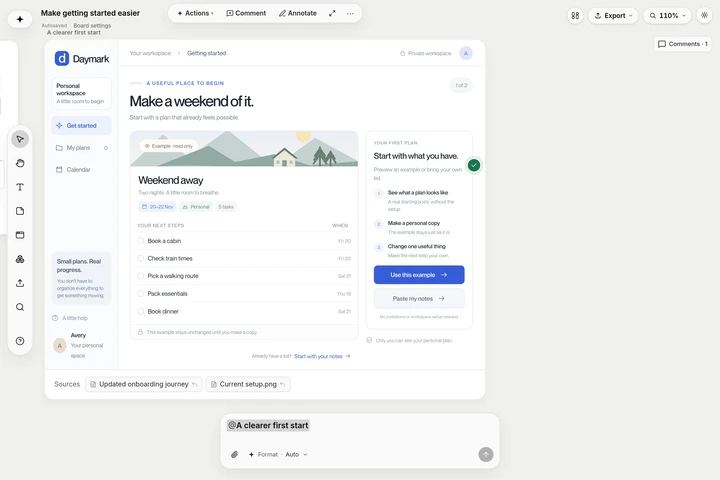 Make getting started easier
Autosaved · Board settings
Actions
Comment
Annotate
Export
110%
Comments · 1
A clearer first start
d Daymark
Your workspace › Getting started
Private workspace
A
Personal workspace
A little room to begin
Get started
My plans 0
Calendar
Small plans. Real progress.
You don't have to organize everything to get something moving.
A little help
A
Avery
Your personal space
A USEFUL PLACE TO BEGIN
1 of 2
Make a weekend of it.
Start with a plan that already feels possible.
Example · read only
Weekend away
Two nights. A little room to breathe.
20–22 Nov
Personal
5 tasks
YOUR NEXT STEPS WHEN
Book a cabin Fri 20
Check train times Fri 20
Pick a walking route Sat 21
Pack essentials Thu 19
Book dinner Sat 21
This example stays unchanged until you make a copy.
Already have a list? Start with your notes →
YOUR FIRST PLAN
Start with what you have.
Preview an example or bring your own list.
1 See what a plan looks like
A real starting point, without the setup.
2 Make a personal copy
The example stays just as it is.
3 Change one useful thing
Make the next step your own.
Use this example →
Paste my notes →
No invitations or workspace setup needed.
Only you can see your personal plan.
Sources
Updated onboarding journey
Current setup.png
@A clearer first start
Format · Auto